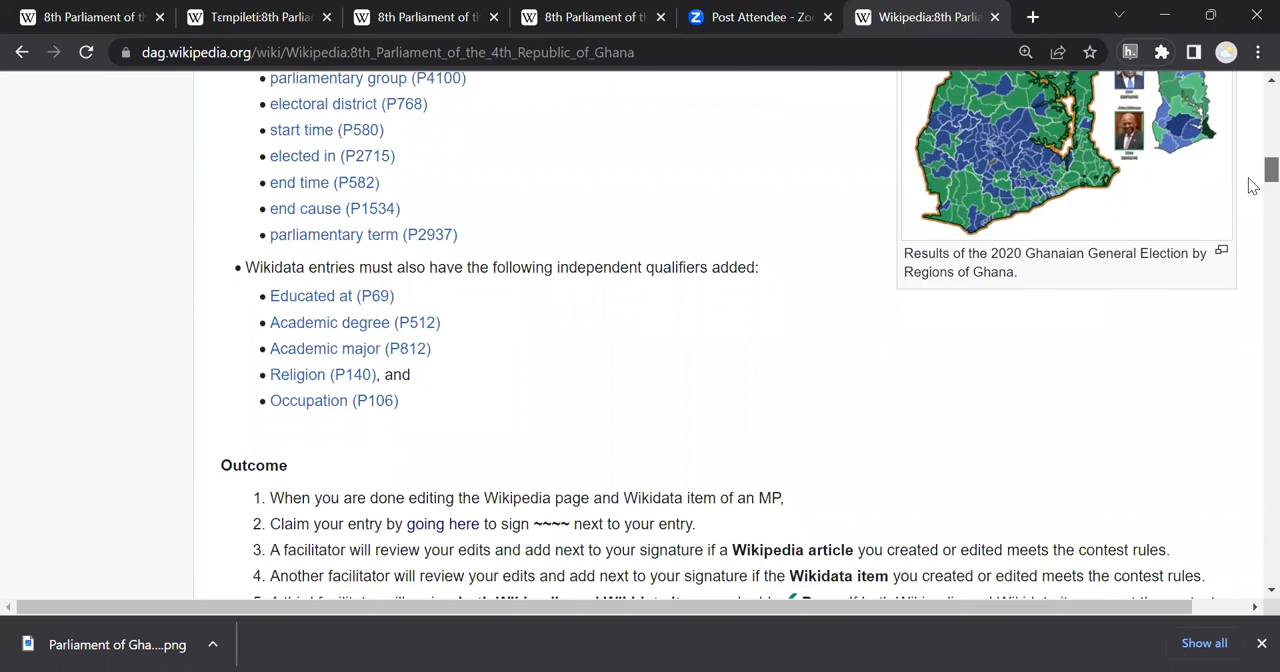 8th Parliament of th
Tɛmpileti:8th Parlia
8th Parliament of th
8th Parliament of th
Post Attendee - Zoo
Wikipedia:8th Parlia
dag.wikipedia.org/wiki/Wikipedia:8th_Parliament_of_the_4th_Republic_of_Ghana
parliamentary group (P4100)
electoral district (P768)
start time (P580)
elected in (P2715)
end time (P582)
end cause (P1534)
parliamentary term (P2937)
Results of the 2020 Ghanaian General Election by
Regions of Ghana.
Wikidata entries must also have the following independent qualifiers added:
Educated at (P69)
Academic degree (P512)
Academic major (P812)
Religion (P140), and
Occupation (P106)
Outcome
1. When you are done editing the Wikipedia page and Wikidata item of an MP,
2. Claim your entry by going here to sign ~~~~ next to your entry.
3. A facilitator will review your edits and add next to your signature if a Wikipedia article you created or edited meets the contest rules.
4. Another facilitator will review your edits and add next to your signature if the Wikidata item you created or edited meets the contest rules.
Parliament of Gha....png
Show all